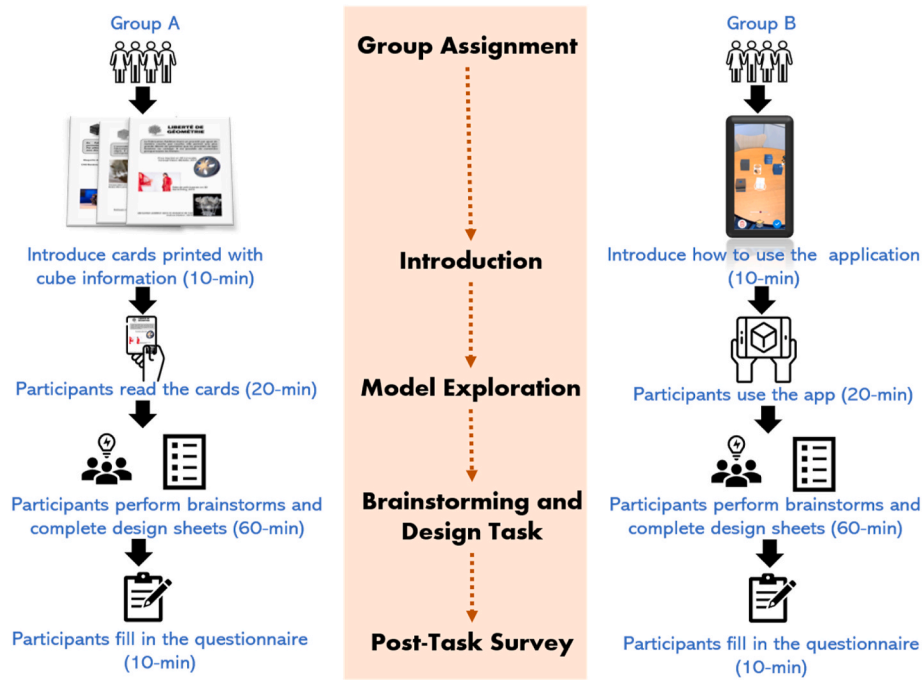 Group A
LIBERTÉ DE
GÉOMÉTRIE
Introduce cards printed with
cube information (10-min)
Participants read the cards (20-min)
Participants perform brainstorms and
complete design sheets (60-min)
Participants fill in the questionnaire
(10-min)
Group Assignment
Introduction
Model Exploration
Brainstorming and
Design Task
Post-Task Survey
Group B
Introduce how to use the application
(10-min)
Participants use the app (20-min)
Participants perform brainstorms and
complete design sheets (60-min)
Participants fill in the questionnaire
(10-min)